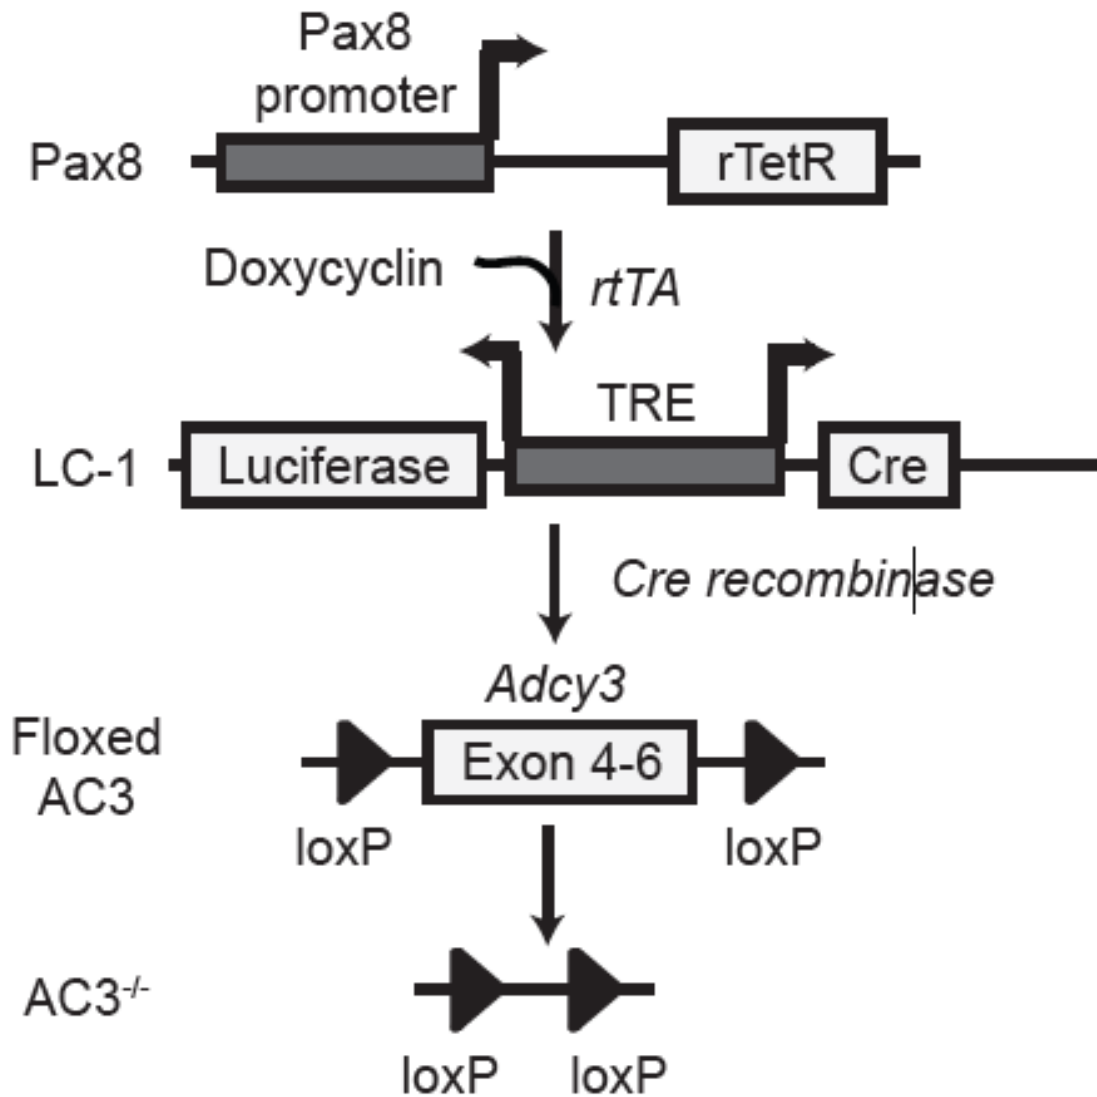 Pax8
promoter
Pax8
rTetR
Doxycyclin
rtTA
TRE
LC-1
Luciferase
Cre
Cre recombinase
Adcy3
Floxed
AC3
Exon 4-6
loxP
loxP
AC3-/-
loxP
loxP